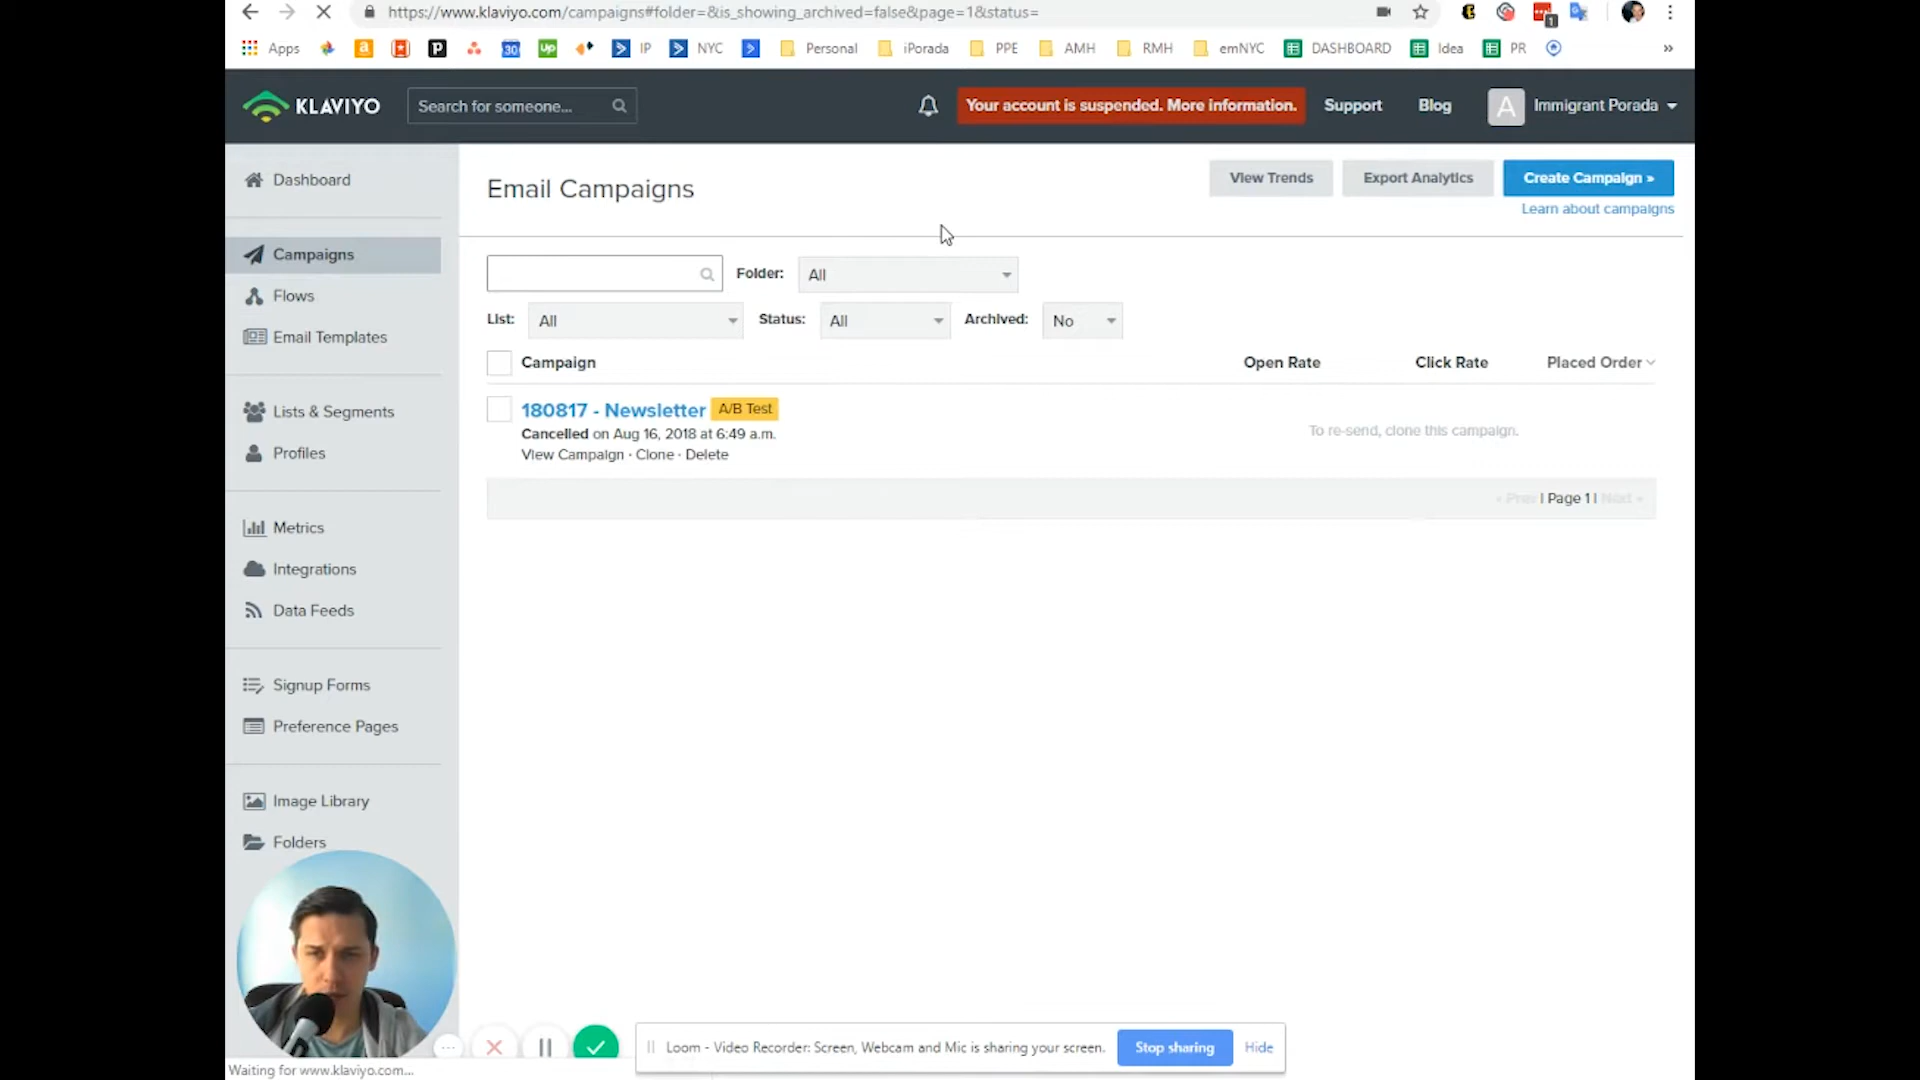 https://www.klaviyo.com/campaigns#folder=&is_showing_archived=false&page=1&status=
Apps
IP
NYC
Personal
iPorada
PPE
AMH
RMH
emNYC
DASHBOARD
Idea
PR
»
KLAVIYO
Search for someone...
Your account is suspended. More information.
Support
Blog
A
Immigrant Porada
Dashboard
Campaigns
Flows
Email Templates
Lists & Segments
Profiles
Metrics
Integrations
Data Feeds
Signup Forms
Preference Pages
Image Library
Folders
Email Campaigns
View Trends
Export Analytics
Create Campaign »
Learn about campaigns
Folder: All
List: All Status: All Archived: No
Campaign Open Rate Click Rate Placed Order
180817 - Newsletter A/B Test
Cancelled on Aug 16, 2018 at 6:49 a.m.
To re-send, clone this campaign.
View Campaign · Clone · Delete
‹ Prev | Page 1 | Next
Loom - Video Recorder: Screen, Webcam and Mic is sharing your screen. Stop sharing Hide
Waiting for www.klaviyo.com...